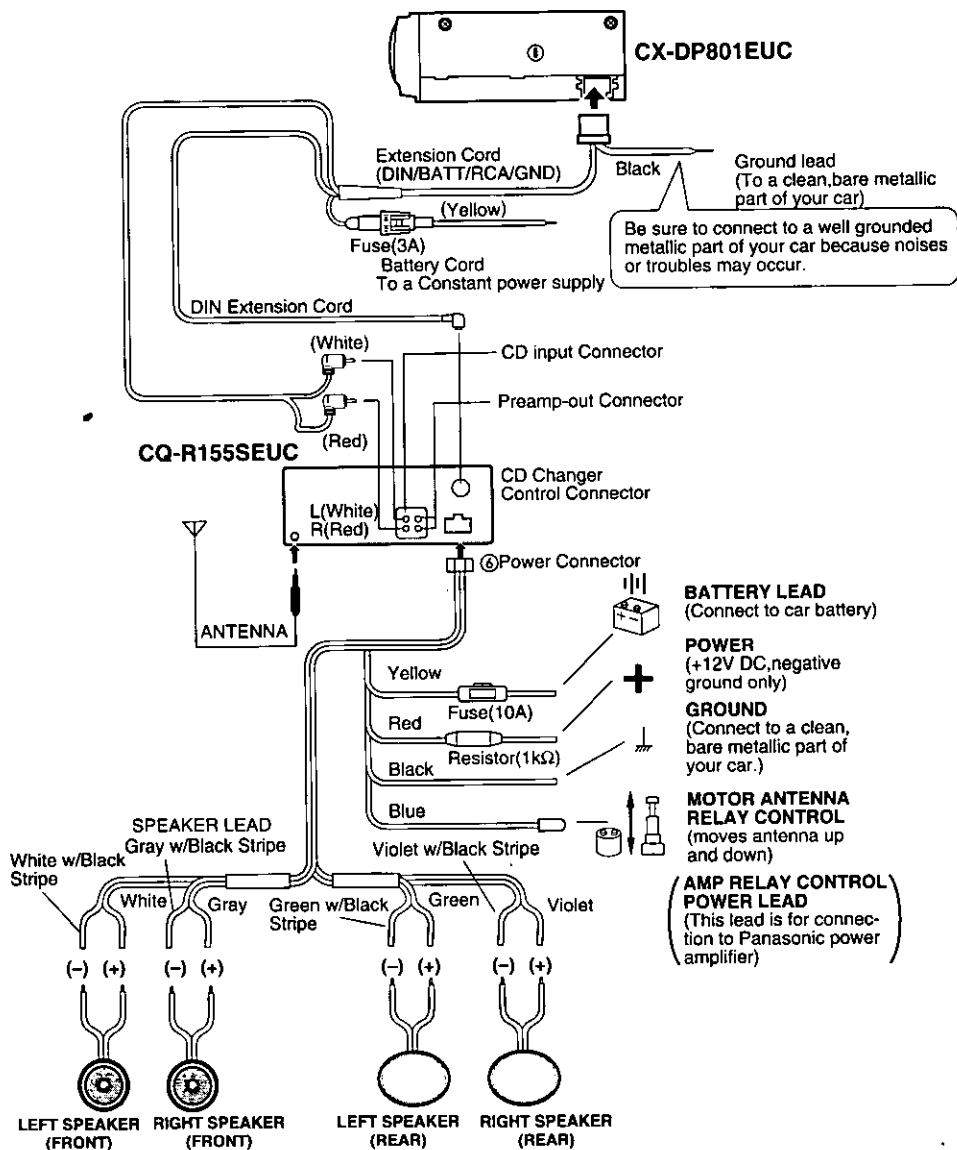 CX-DP801EUC
Extension Cord
(DIN/BATT/RCA/GND)
Black
Ground lead
(To a clean,bare metallic
part of your car)
(Yellow)
Be sure to connect to a well grounded
metallic part of your car because noises
or troubles may occur.
Fuse(3A)
Battery Cord
To a Constant power supply
DIN Extension Cord
(White)
CD input Connector
Preamp-out Connector
(Red)
CQ-R155SEUC
CD Changer
Control Connector
L(White)
R(Red)
⑥Power Connector
ANTENNA
BATTERY LEAD
(Connect to car battery)
+ -
POWER
(+12V DC,negative
ground only)
Yellow
Fuse(10A)
GROUND
(Connect to a clean,
bare metallic part of
your car.)
Red
Resistor(1kΩ)
Black
Blue
MOTOR ANTENNA
RELAY CONTROL
(moves antenna up
and down)
AMP RELAY CONTROL
POWER LEAD
(This lead is for connec-
tion to Panasonic power
amplifier)
SPEAKER LEAD
Gray w/Black Stripe
White w/Black
Stripe
White
Gray
Violet w/Black Stripe
Green w/Black
Stripe
Green
Violet
(−) (+) (−) (+) (−) (+) (−) (+)
LEFT SPEAKER
(FRONT)
RIGHT SPEAKER
(FRONT)
LEFT SPEAKER
(REAR)
RIGHT SPEAKER
(REAR)